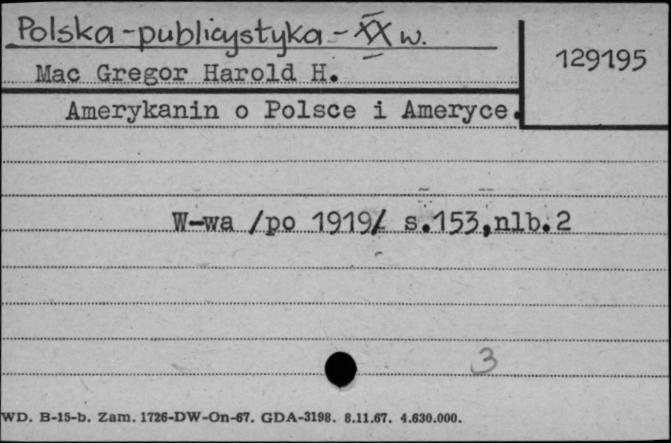 Polska - publicystyka - XX w.
129195
Mac Gregor Harold H.
Amerykanin o Polsce i Ameryce.
W-wa /po 1919/ s.153,nlb.2
3
WD. B-15-b. Zam. 1726-DW-On-67. GDA-3198. 8.11.67. 4.630.000.